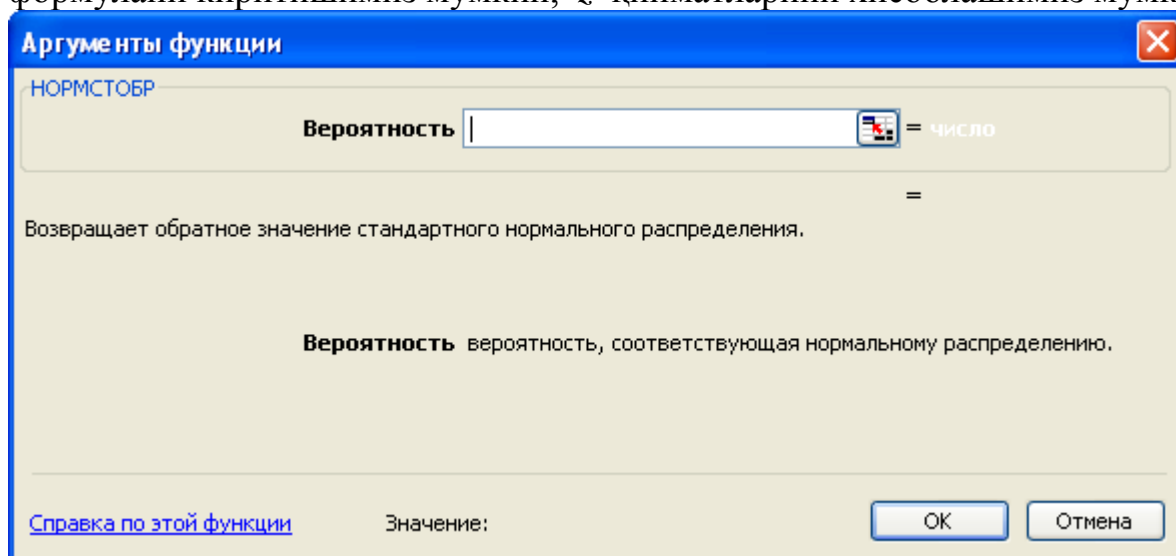 Аргументы функции
НОРМСТОБР
Вероятность = число
=
Возвращает обратное значение стандартного нормального распределения.
Вероятность вероятность, соответствующая нормальному распределению.
Справка по этой функции Значение: ОК Отмена